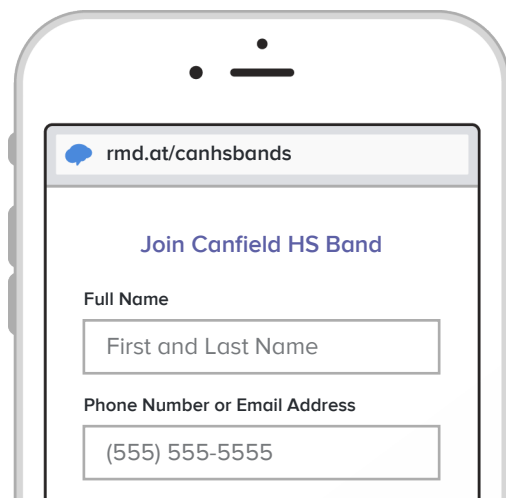 rmd.at/canhsbands
Join Canfield HS Band
Full Name
First and Last Name
Phone Number or Email Address
(555) 555-5555